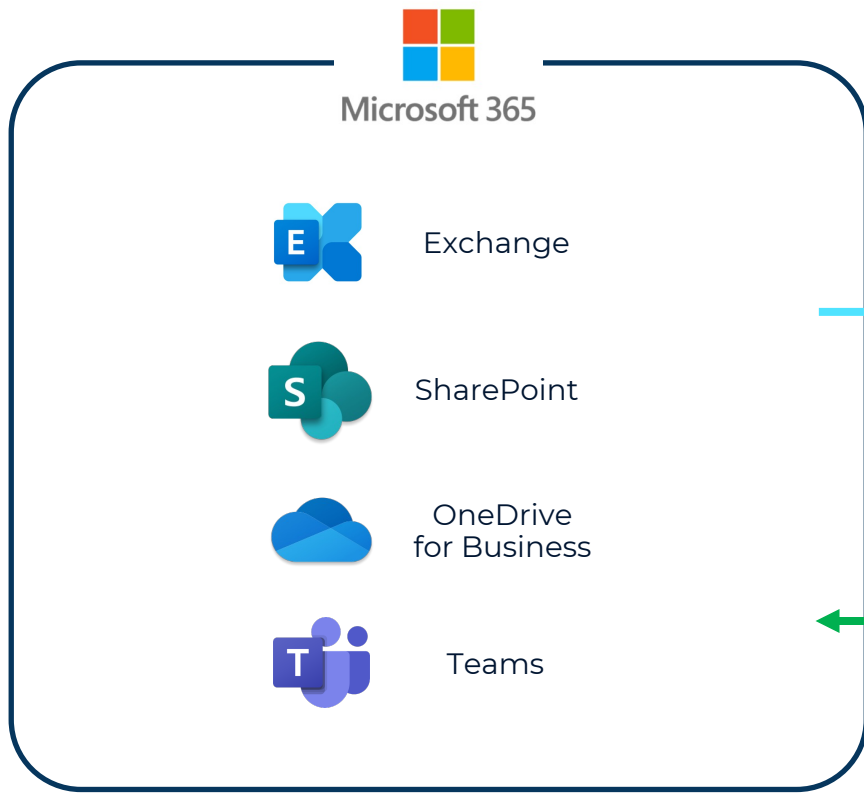 Microsoft 365
E
Exchange
S
SharePoint
OneDrive
for Business
T
Teams